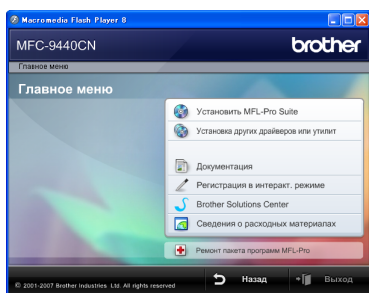 Macromedia Flash Player 8
MFC-9440CN
brother
Главное меню
Главное меню
Установить MFL-Pro Suite
Установка других драйверов или утилит
Документация
Регистрация в интеракт. режиме
Brother Solutions Center
Сведения о расходных материалах
Ремонт пакета программ MFL-Pro
© 2001-2007 Brother Industries Ltd. All rights reserved
Назад
Выход